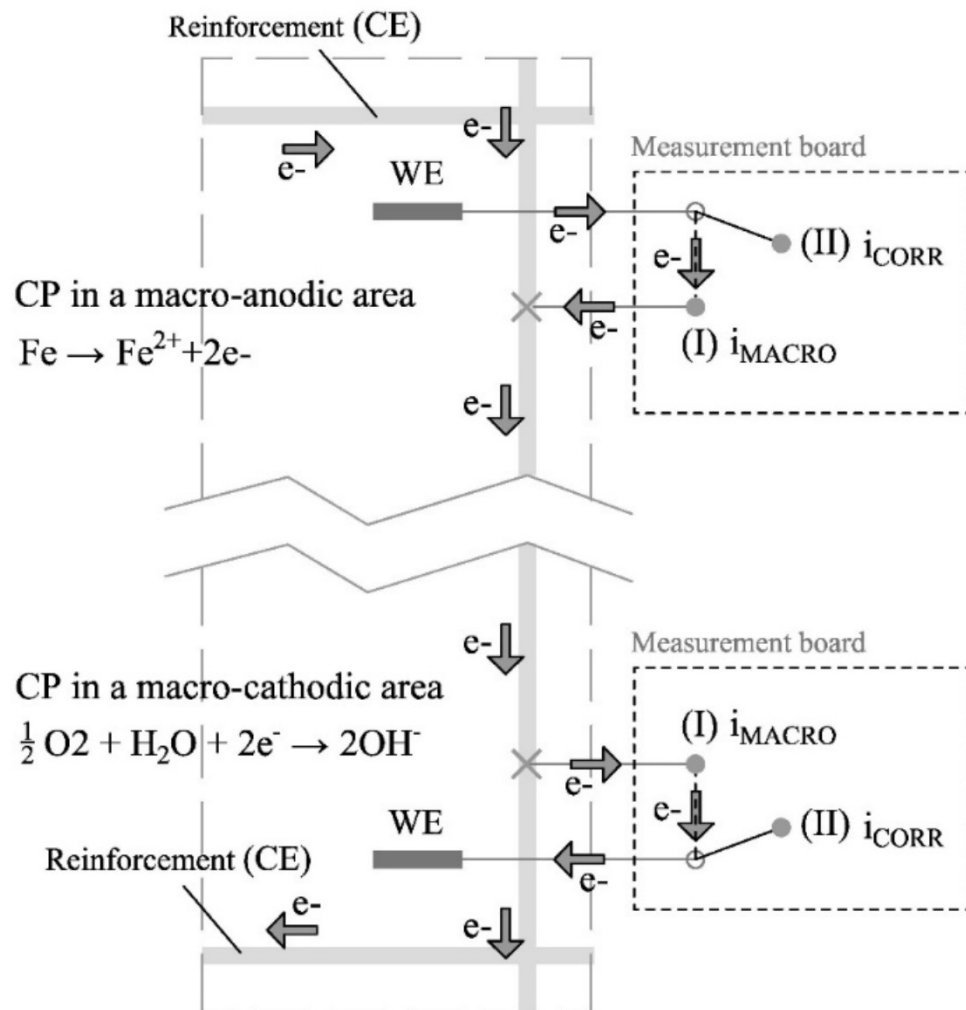 Reinforcement (CE)
e-
e-
WE
Measurement board
e-
(II) iCORR
e-
CP in a macro-anodic area
e-
Fe → Fe²⁺+2e-
(I) iMACRO
e-
e-
Measurement board
CP in a macro-cathodic area
(I) iMACRO
½ O2 + H₂O + 2e⁻ → 2OH⁻
e-
e-
WE
(II) iCORR
Reinforcement (CE)
e-
e-
e-